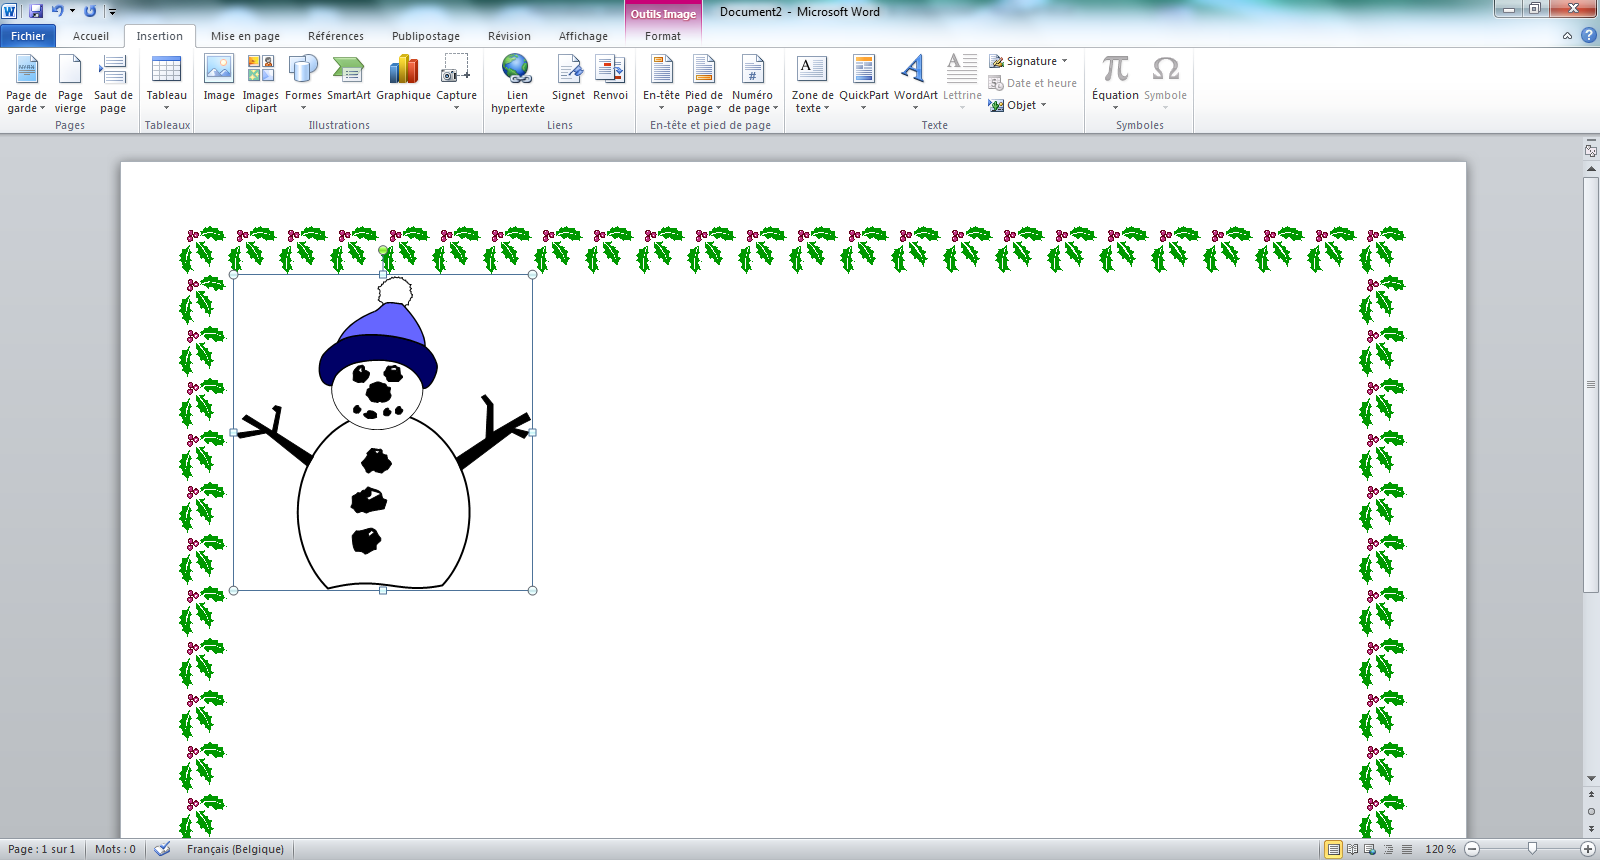 Outils Image
Document2 - Microsoft Word
Fichier Accueil Insertion Mise en page Références Publipostage Révision Affichage Format
Page de garde
Page vierge
Saut de page
Pages
Tableau
Tableaux
Image
Images clipart
Formes
SmartArt
Graphique
Capture
Illustrations
Lien hypertexte
Signet
Renvoi
Liens
En-tête
Pied de page
Numéro de page
En-tête et pied de page
Zone de texte
QuickPart
WordArt
Lettrine
Signature
Date et heure
Objet
Texte
Équation
Symbole
Symboles
Page : 1 sur 1
Mots : 0
Français (Belgique)
120 %